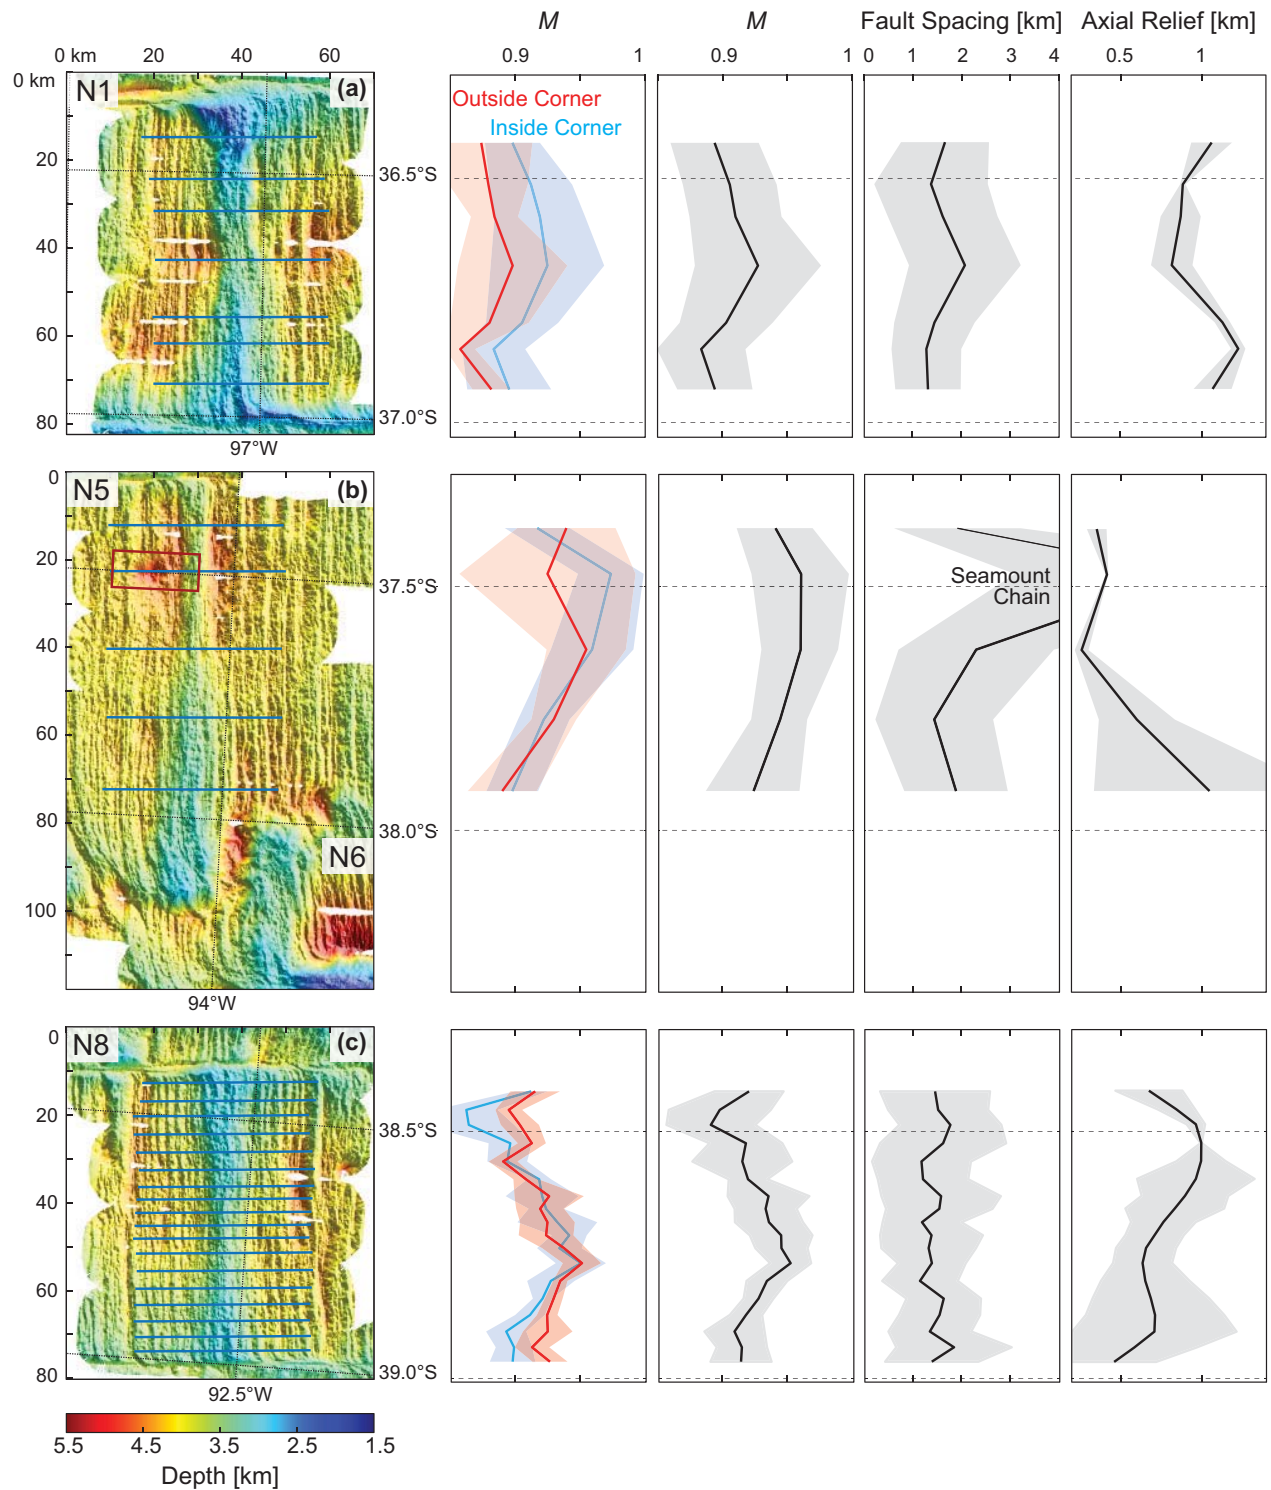 M M Fault Spacing [km] Axial Relief [km]
0 km 20 40 60 0.9 1 0.9 1 0 1 2 3 4 0.5 1
0 km N1 (a)
Outside Corner
Inside Corner
20
36.5°S
40
60
80
37.0°S
97°W
0 N5 (b)
20
37.5°S
Seamount
Chain
40
60
80
38.0°S
N6
100
94°W
0 N8 (c)
20
38.5°S
40
60
80
39.0°S
92.5°W
5.5 4.5 3.5 2.5 1.5
Depth [km]